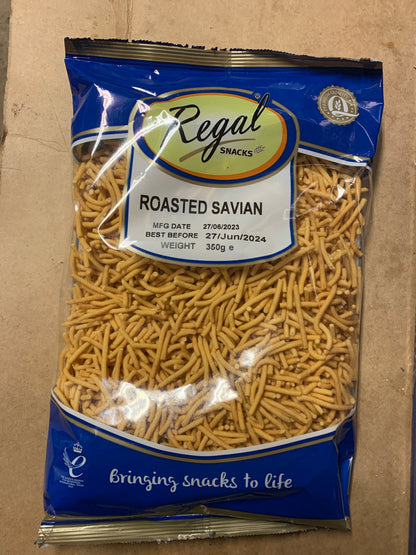 Regal
SNACKS
ROASTED SAVIAN
MFG DATE 27/06/2023
BEST BEFORE 27/Jun/2024
WEIGHT 350g e
Bringing snacks to life